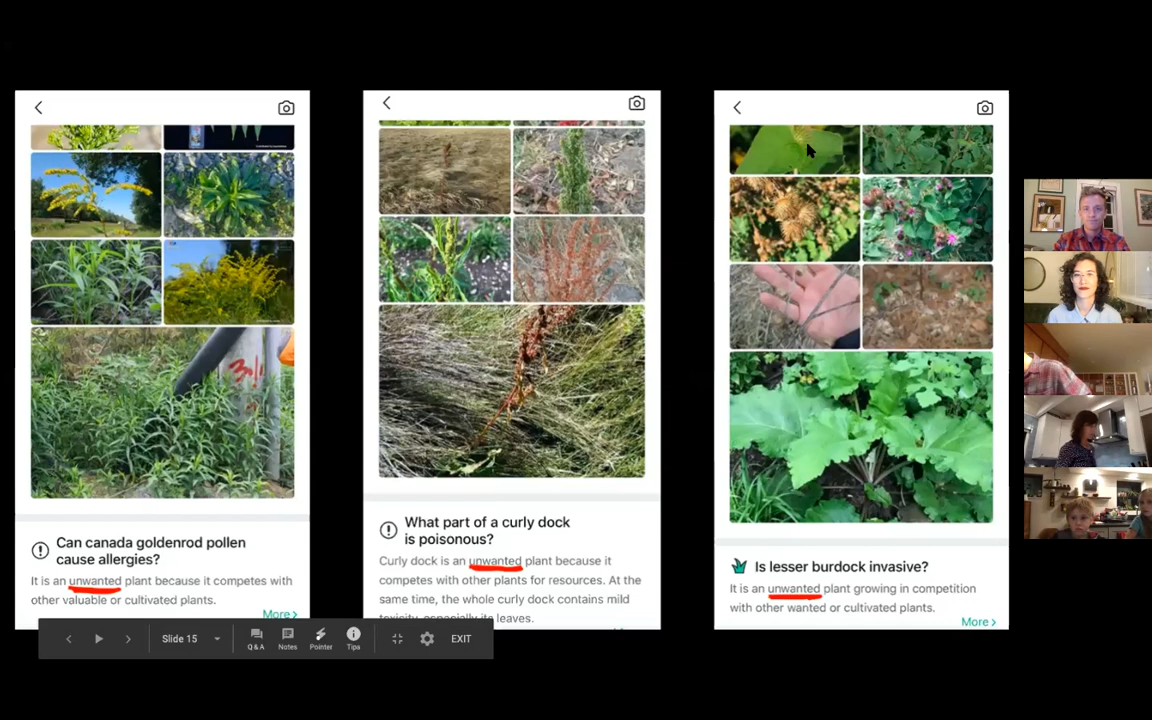 Can canada goldenrod pollen
cause allergies?
It is an unwanted plant because it competes with
other valuable or cultivated plants.
More >
What part of a curly dock
is poisonous?
Curly dock is an unwanted plant because it
competes with other plants for resources. At the
same time, the whole curly dock contains mild
toxicity, especially its leaves.
Is lesser burdock invasive?
It is an unwanted plant growing in competition
with other wanted or cultivated plants.
More >
Slide 15
Q & A
Notes
Pointer
Tips
EXIT